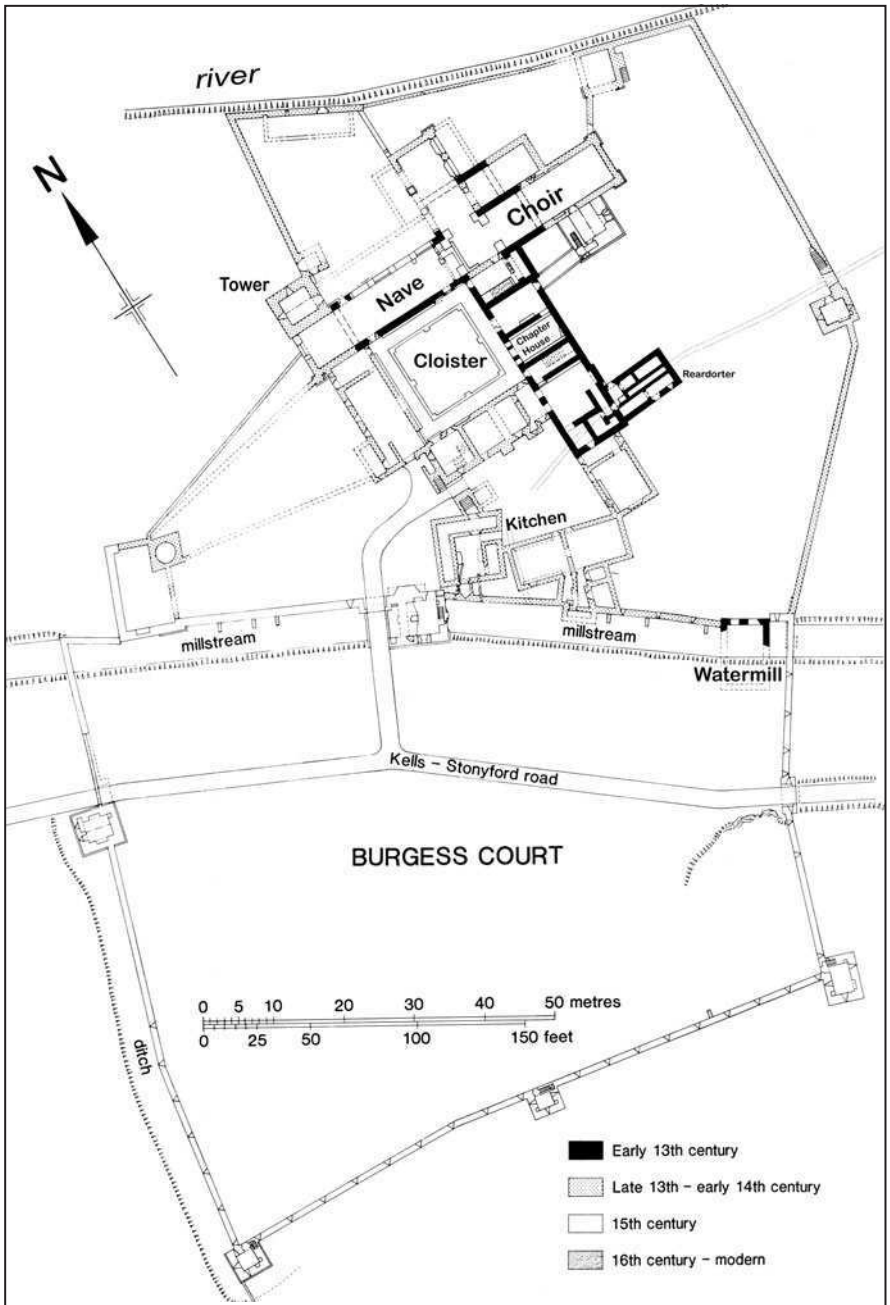 river
N
Choir
Tower
Nave
Chapter
House
Cloister
Reardorter
Kitchen
millstream
millstream
Watermill
Kells – Stonyford road
BURGESS COURT
0 5 10 20 30 40 50 metres
0 25 50 100 150 feet
ditch
Early 13th century
Late 13th – early 14th century
15th century
16th century – modern